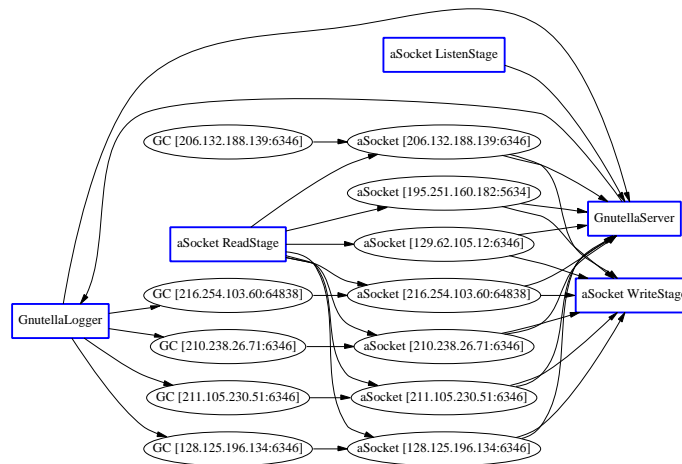 aSocket ListenStage
GC [206.132.188.139:6346]
aSocket [206.132.188.139:6346]
aSocket [195.251.160.182:5634]
GnutellaServer
aSocket ReadStage
aSocket [129.62.105.12:6346]
GC [216.254.103.60:64838]
aSocket [216.254.103.60:64838]
aSocket WriteStage
GnutellaLogger
GC [210.238.26.71:6346]
aSocket [210.238.26.71:6346]
GC [211.105.230.51:6346]
aSocket [211.105.230.51:6346]
GC [128.125.196.134:6346]
aSocket [128.125.196.134:6346]